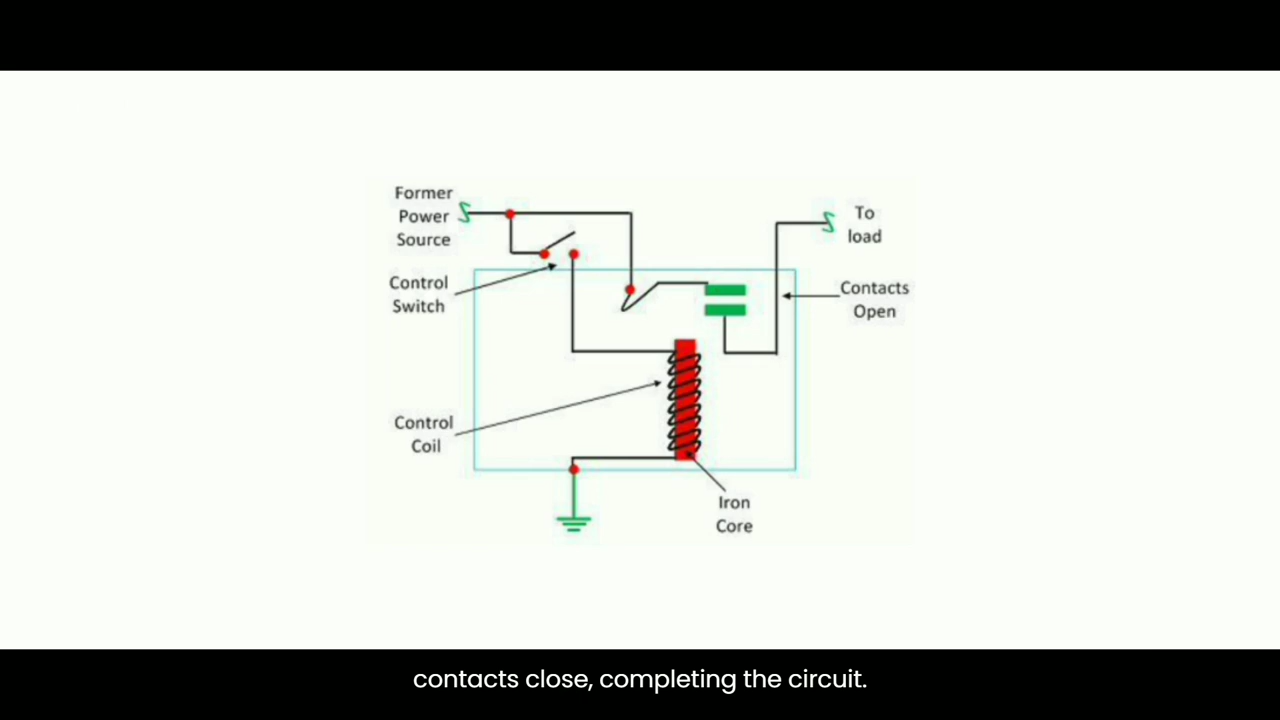 Former
Power
Source
To
load
Control
Switch
Contacts
Open
Control
Coil
Iron
Core
contacts close, completing the circuit.